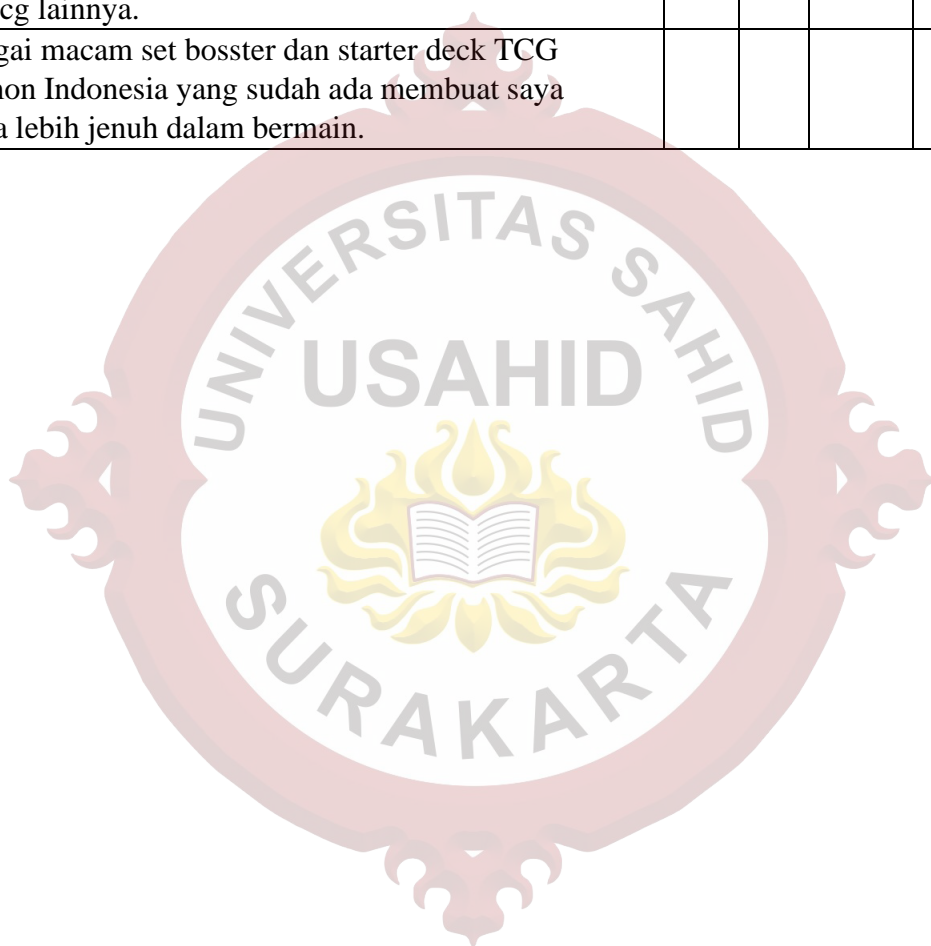 cg lainnya.
gai macam set bosster dan starter deck TCG
non Indonesia yang sudah ada membuat saya
a lebih jenuh dalam bermain.
UNIVERSITAS SAHID
USAHID
SURAKARTA